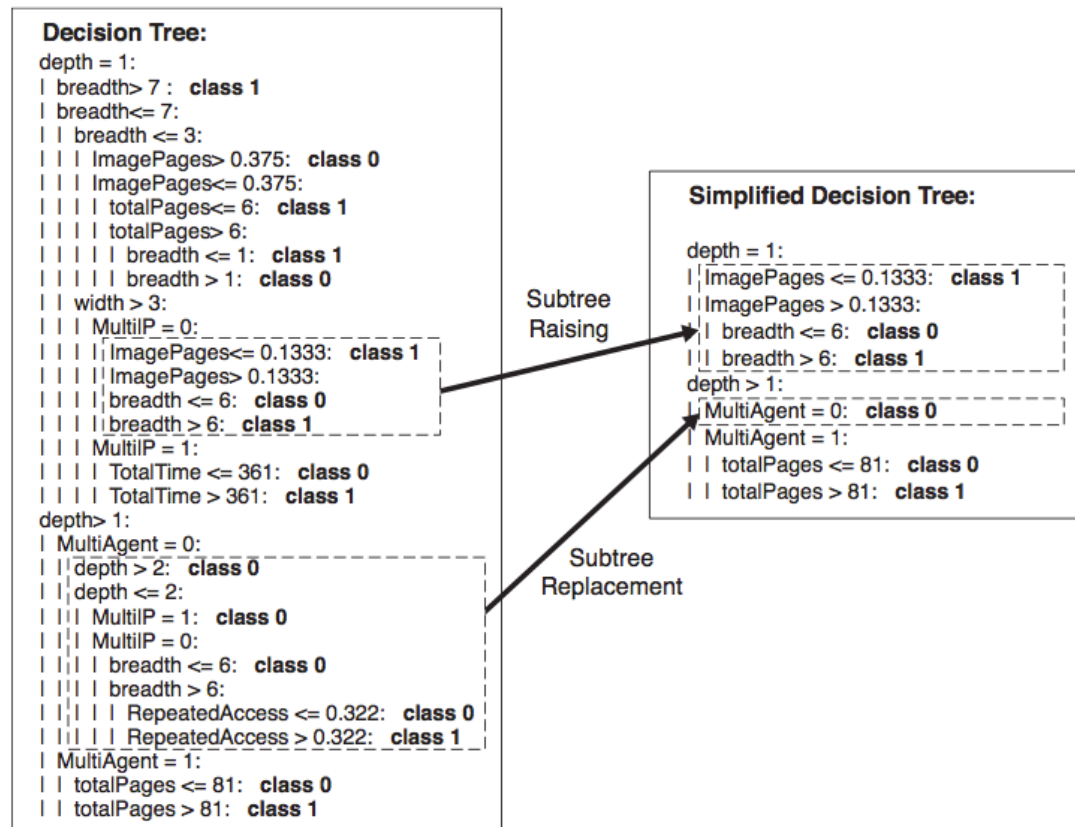 Decision Tree:
depth = 1:
| breadth> 7 : class 1
| breadth<= 7:
| | breadth <= 3:
| | | ImagePages> 0.375: class 0
| | | ImagePages<= 0.375:
| | | | totalPages<= 6: class 1
| | | | totalPages> 6:
| | | | | breadth <= 1: class 1
| | | | | breadth > 1: class 0
| | width > 3:
| | | MultiIP = 0:
| | | | ImagePages<= 0.1333: class 1
| | | | ImagePages> 0.1333:
| | | | breadth <= 6: class 0
| | | | breadth > 6: class 1
| | | MultiIP = 1:
| | | | TotalTime <= 361: class 0
| | | | TotalTime > 361: class 1
depth> 1:
| MultiAgent = 0:
| | depth > 2: class 0
| | depth <= 2:
| | | MultiIP = 1: class 0
| | | MultiIP = 0:
| | | | breadth <= 6: class 0
| | | | breadth > 6:
| | | | | RepeatedAccess <= 0.322: class 0
| | | | | RepeatedAccess > 0.322: class 1
| MultiAgent = 1:
| | totalPages <= 81: class 0
| | totalPages > 81: class 1
Subtree
Raising
Subtree
Replacement
Simplified Decision Tree:
depth = 1:
| ImagePages <= 0.1333: class 1
| ImagePages > 0.1333:
| | breadth <= 6: class 0
| | breadth > 6: class 1
depth > 1:
| MultiAgent = 0: class 0
| MultiAgent = 1:
| | totalPages <= 81: class 0
| | totalPages > 81: class 1